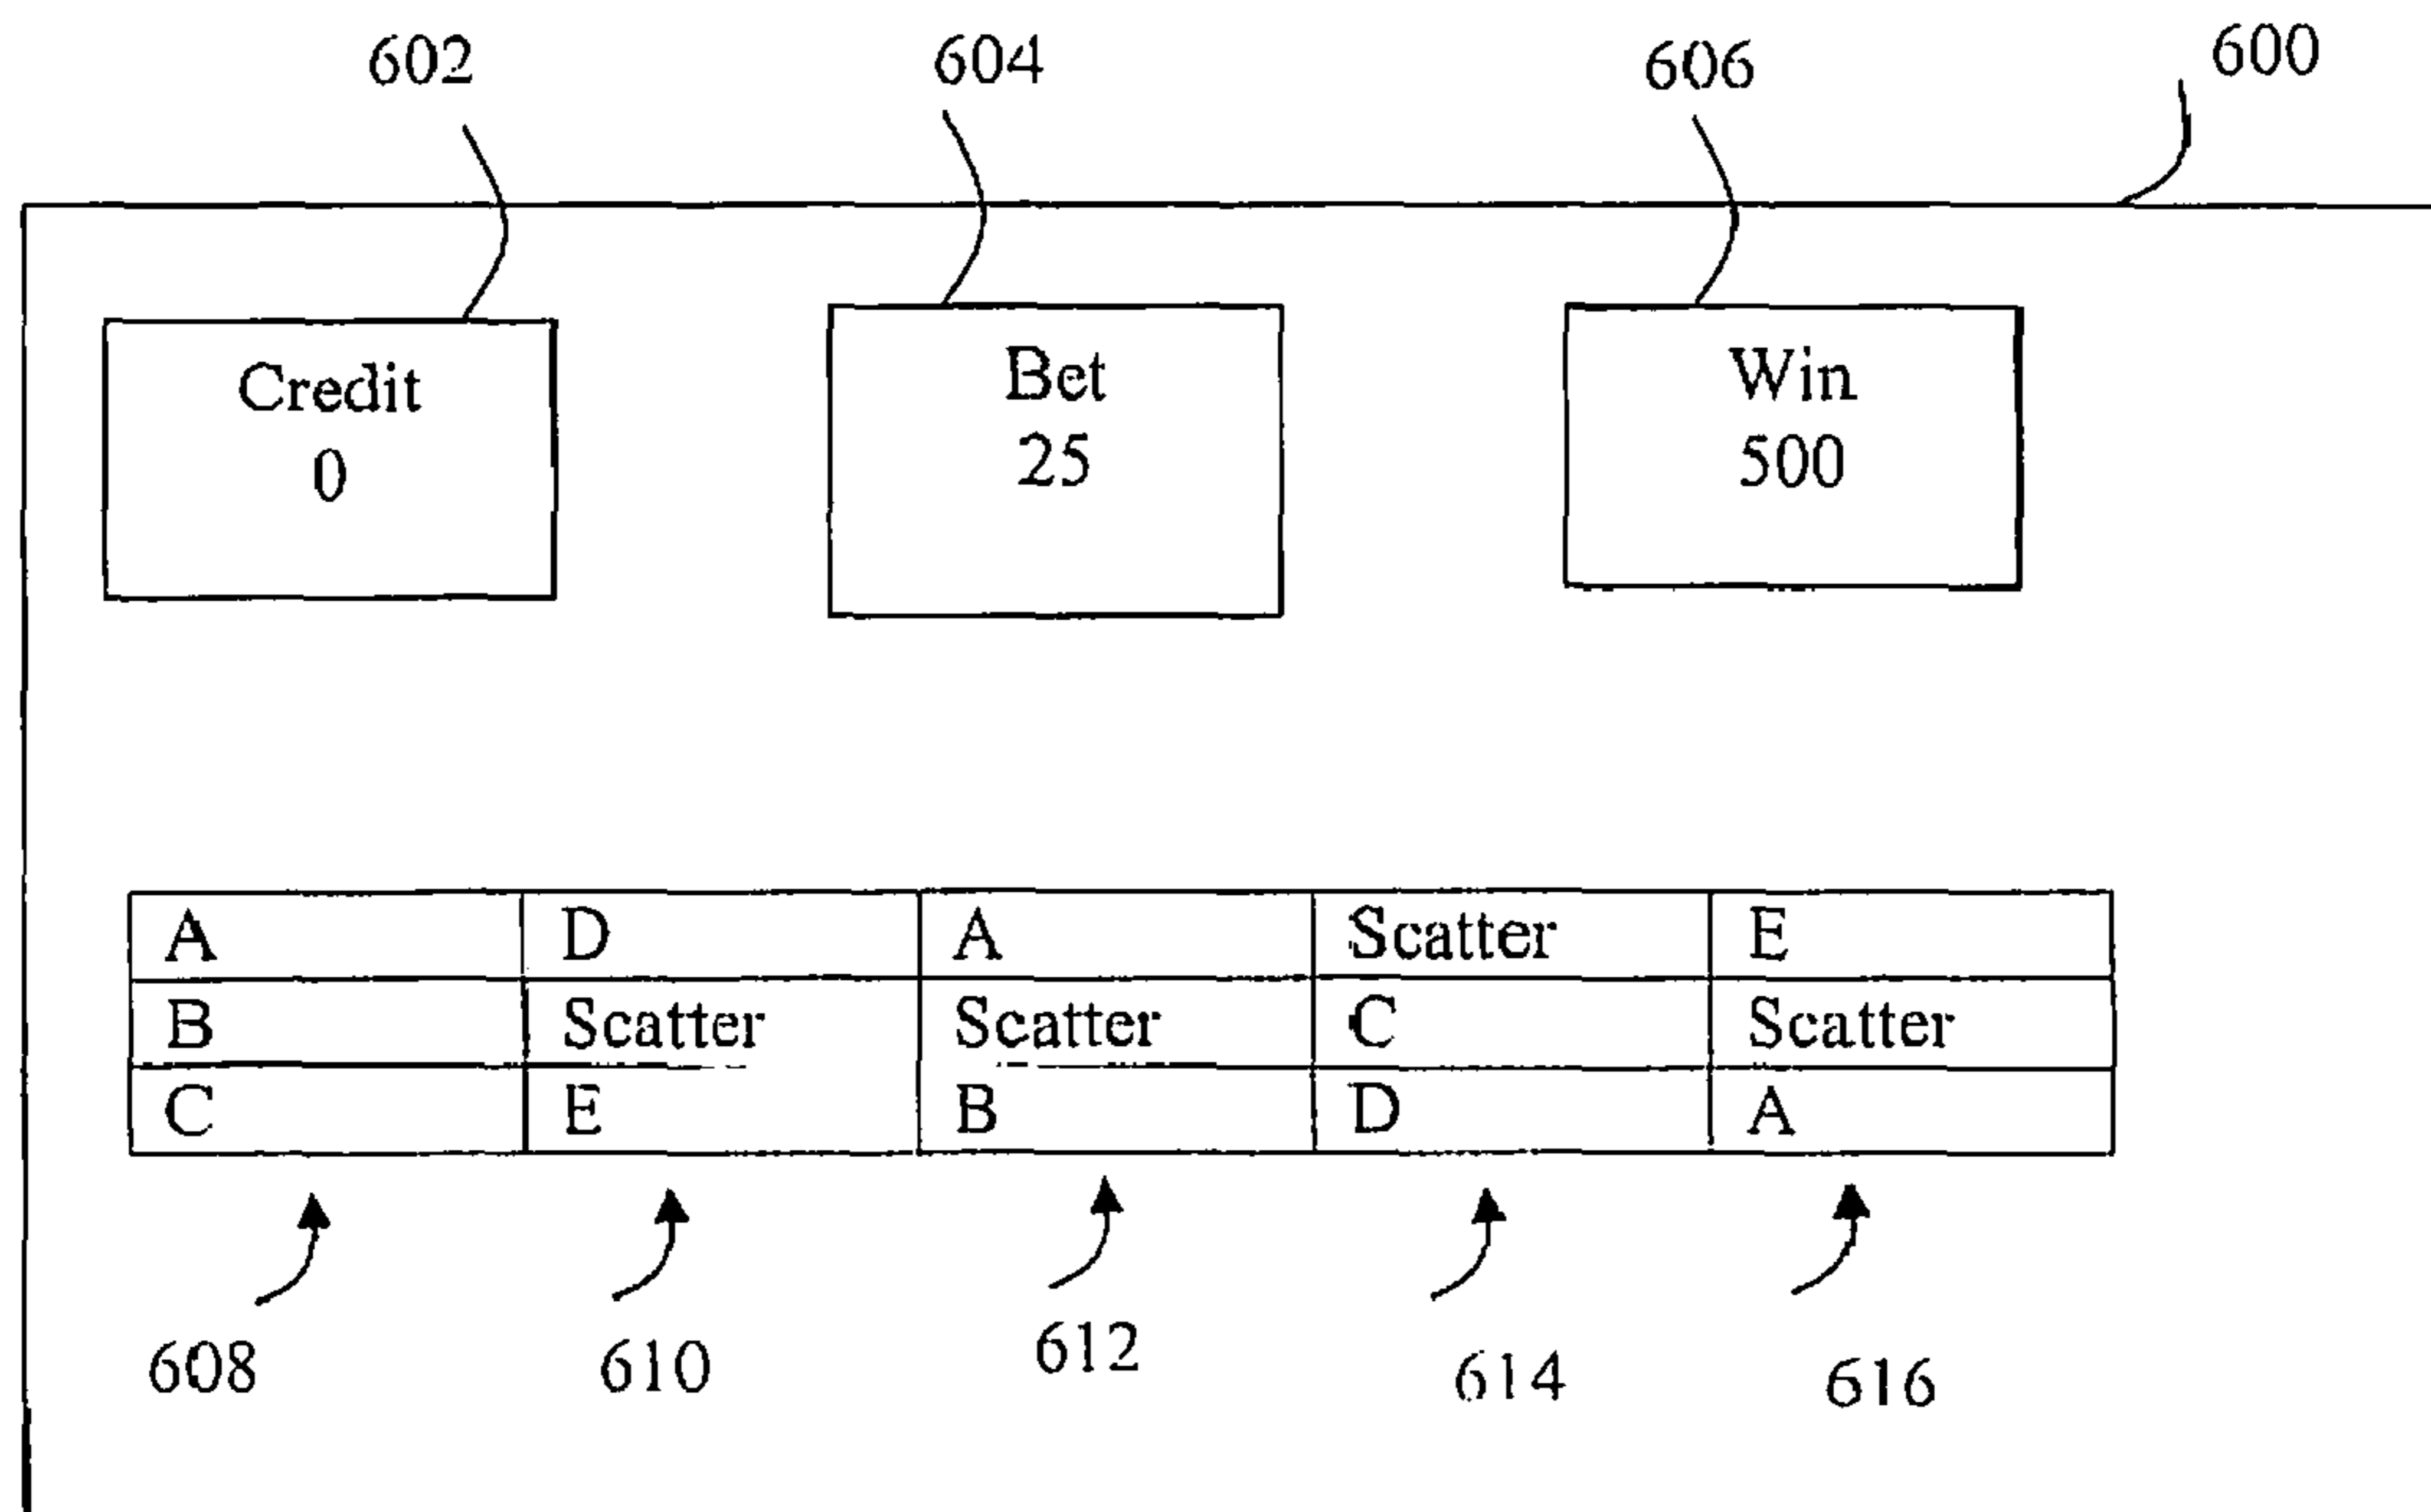 602 604 606 600
Credit Bet Win
0 25 500
A D A Scatter E
B Scatter Scatter C Scatter
C E B D A
608 610 612 614 616